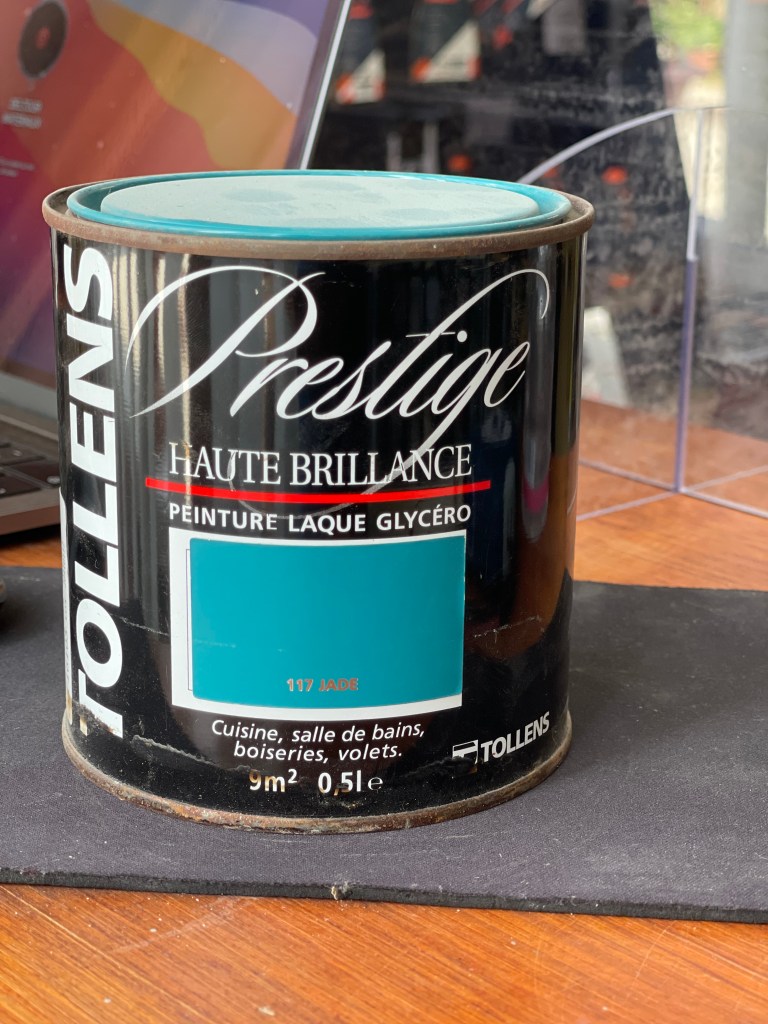 TOLLENS
Prestige
HAUTE BRILLANCE
PEINTURE LAQUE GLYCÉRO
117 JADE
Cuisine, salle de bains,
boiseries, volets.
9m² 0,5l e
TOLLENS